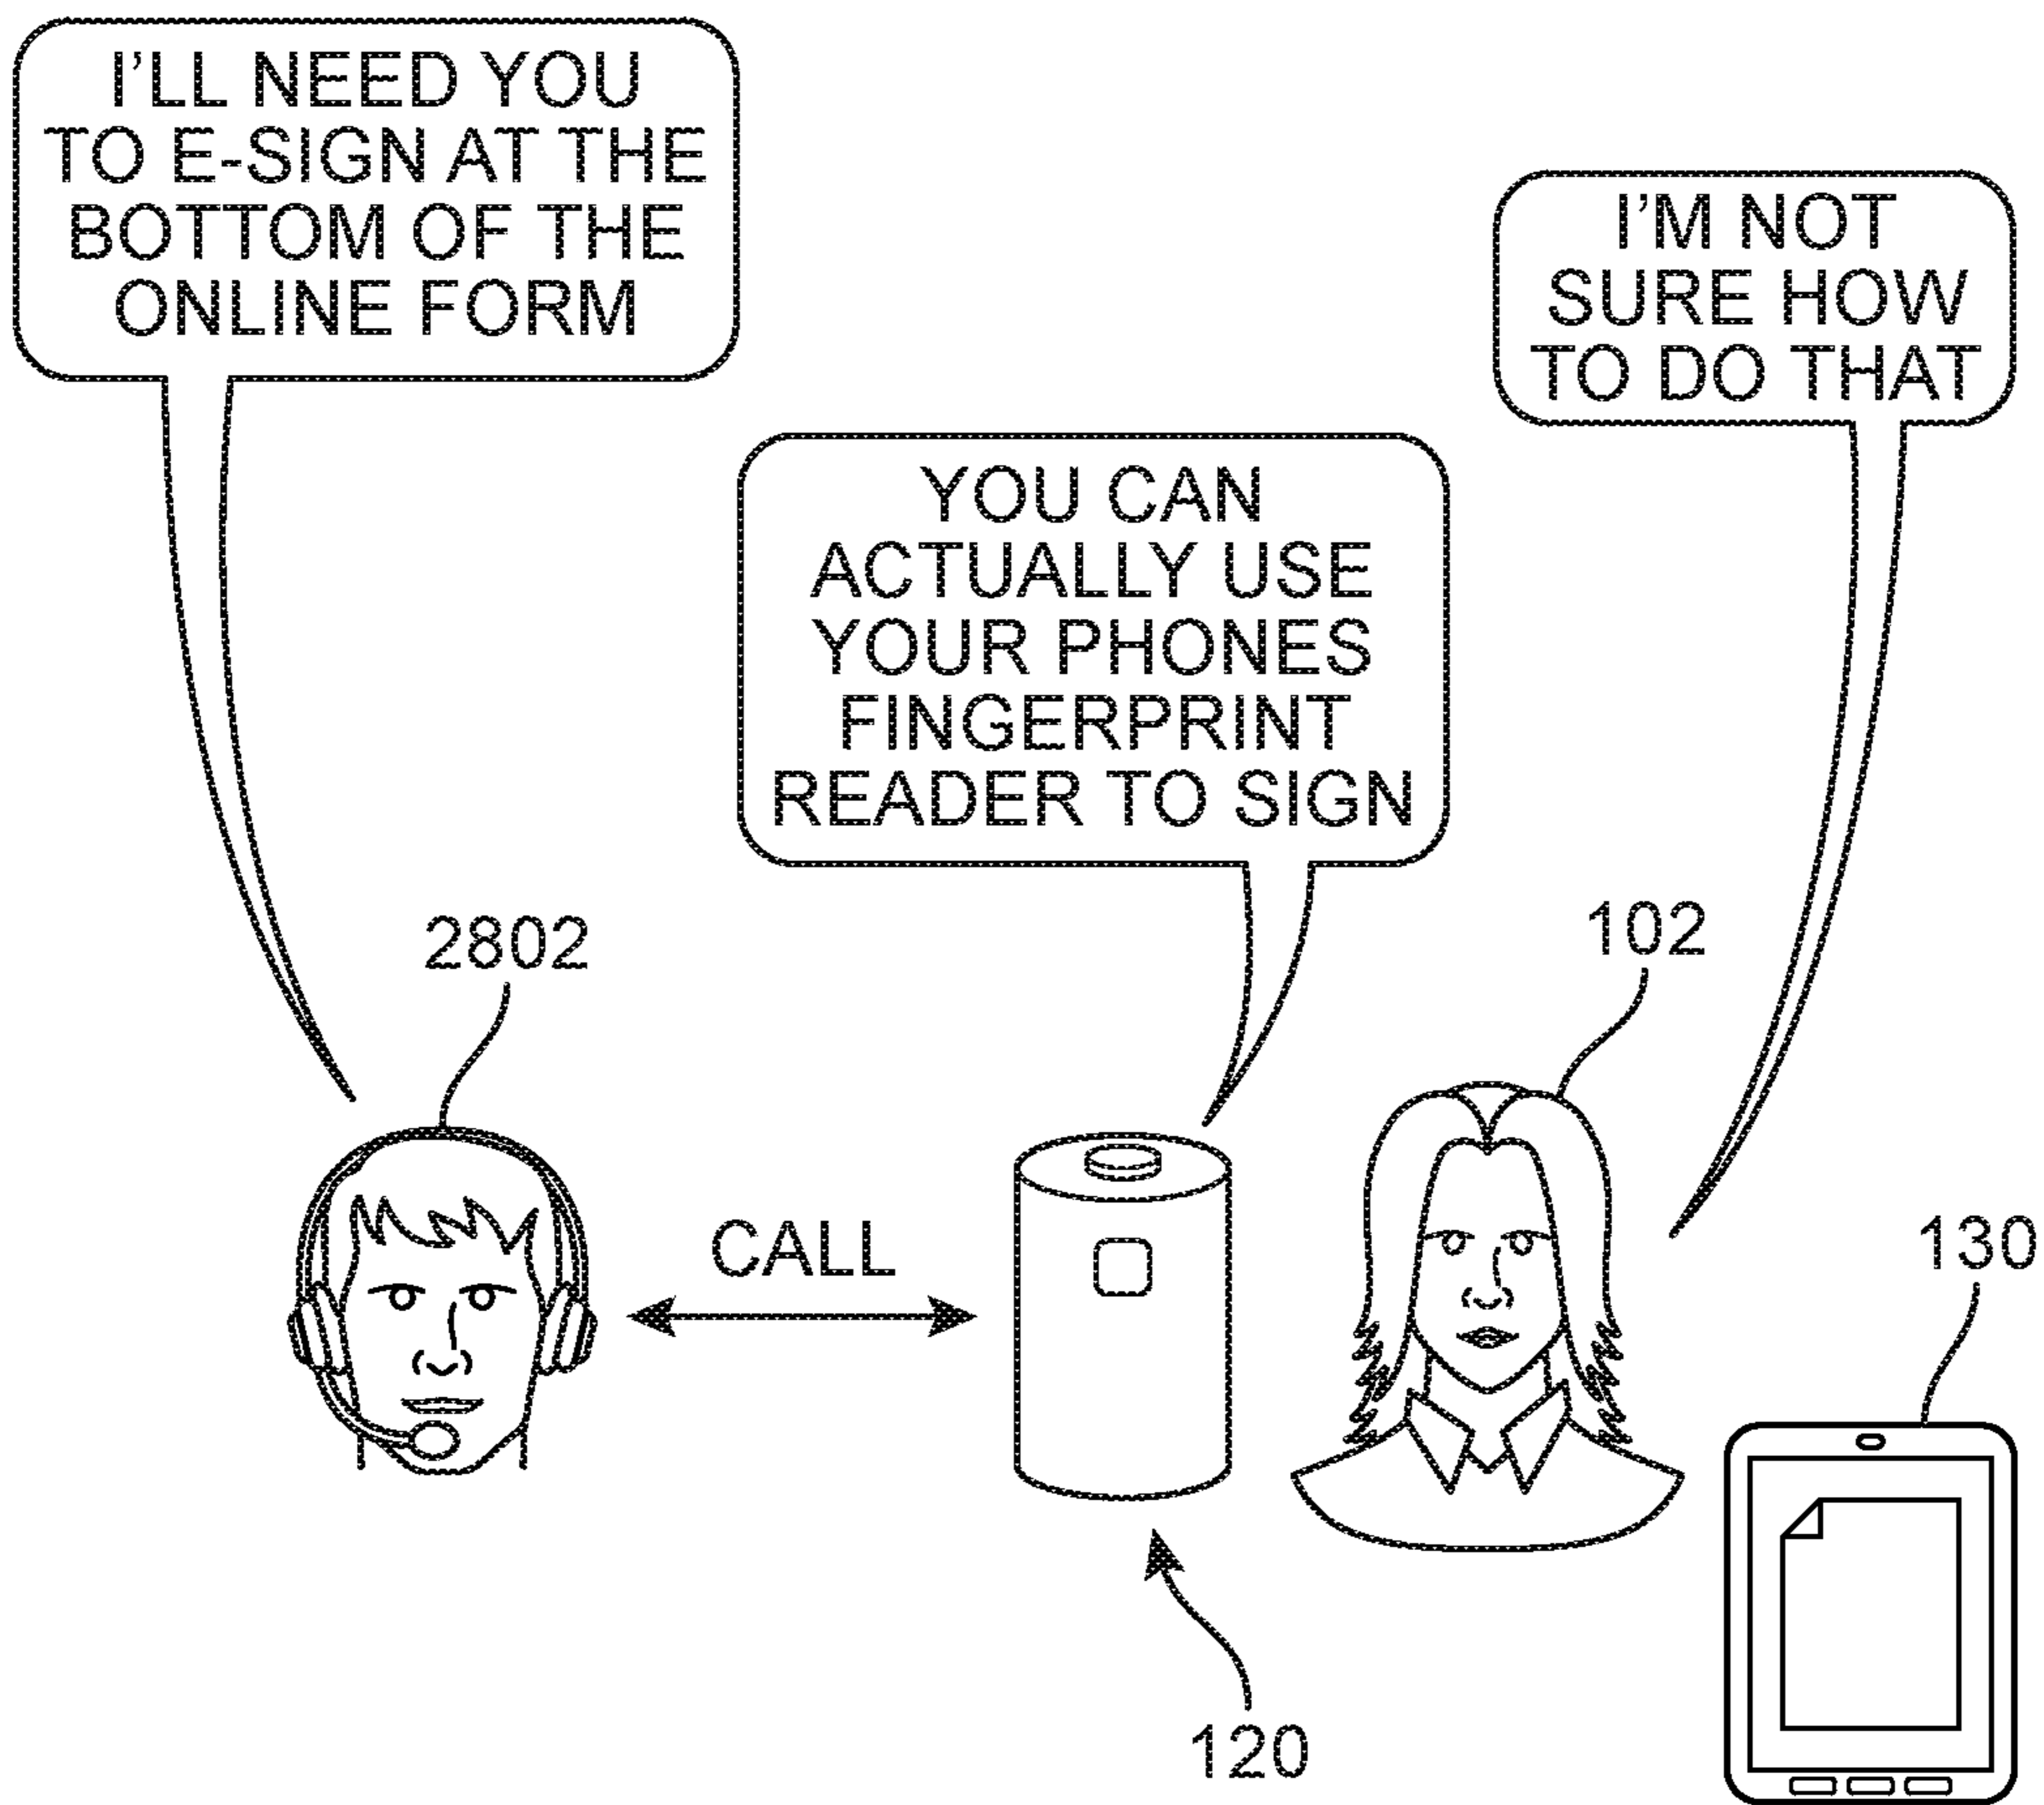 I'LL NEED YOU
TO E-SIGN AT THE
BOTTOM OF THE
ONLINE FORM
I'M NOT
SURE HOW
TO DO THAT
YOU CAN
ACTUALLY USE
YOUR PHONES
FINGERPRINT
READER TO SIGN
2802
102
CALL
130
120